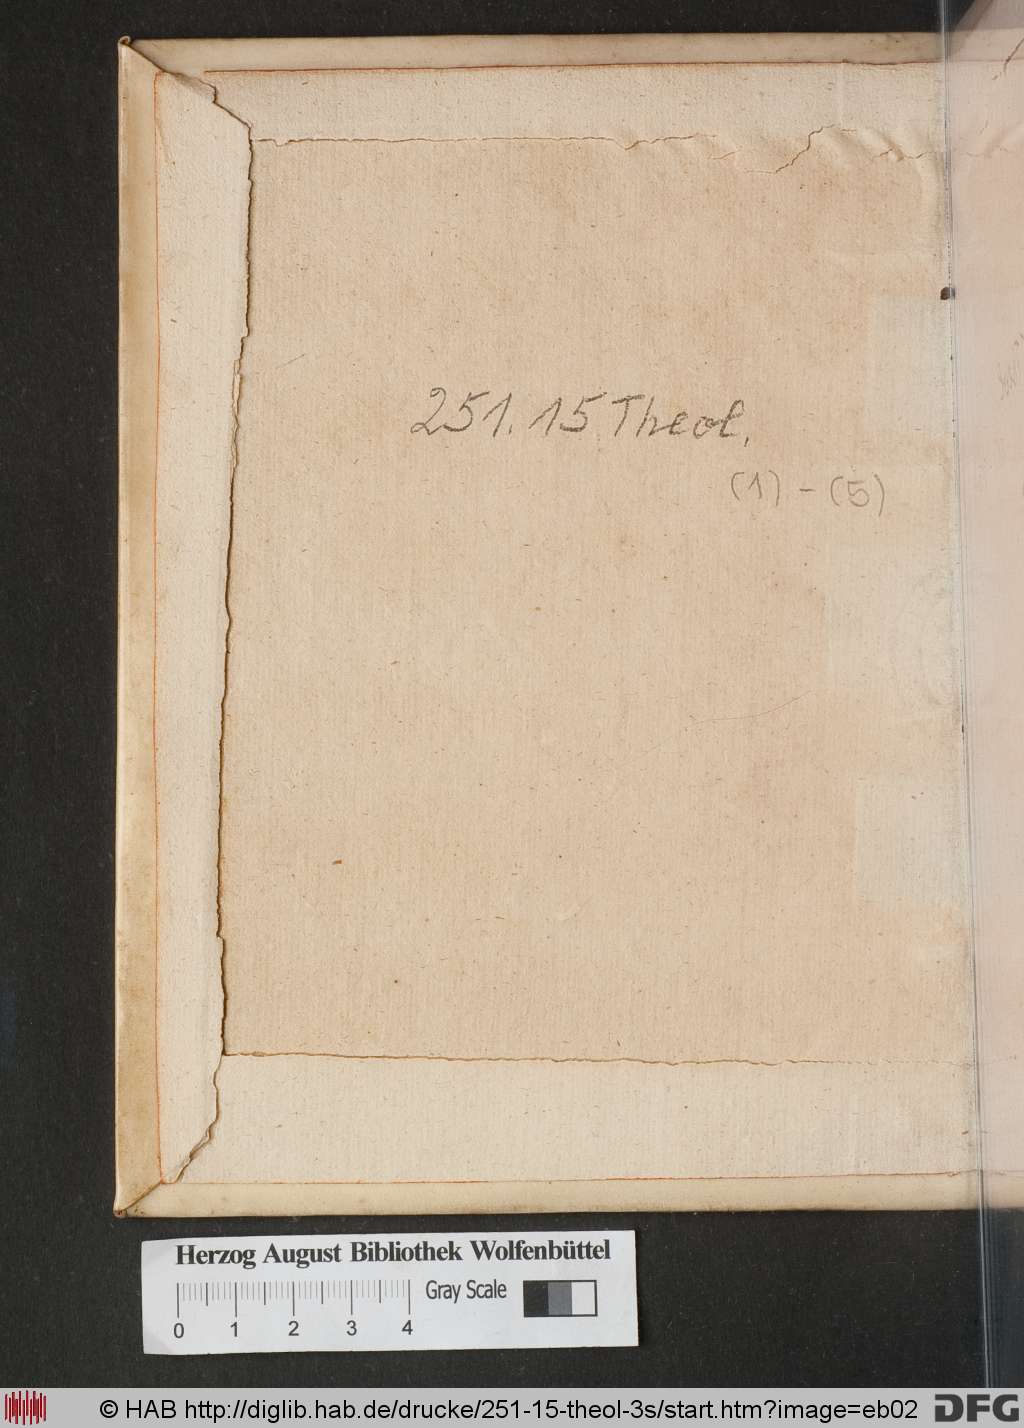 251.15 Theol.
(1) - (5)
Herzog August Bibliothek Wolfenbüttel
Gray Scale
0 1 2 3 4
© HAB http://diglib.hab.de/drucke/251-15-theol-3s/start.htm?image=eb02
DFG